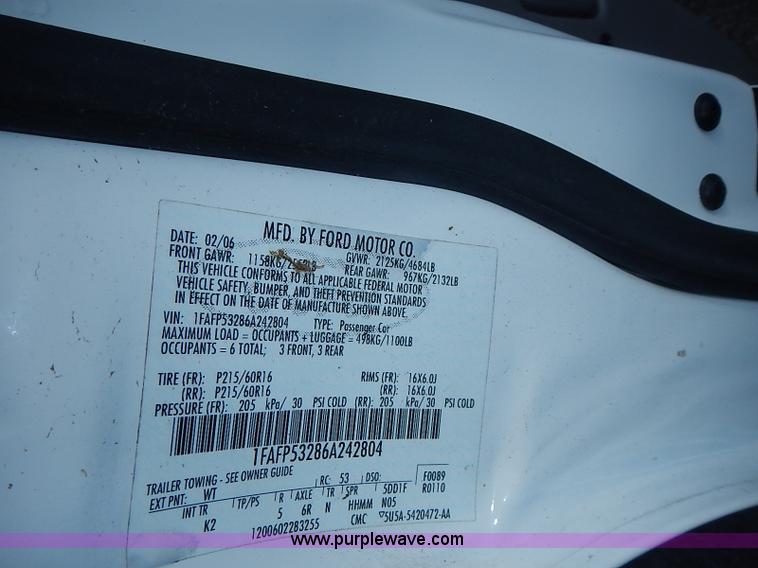 MFD. BY FORD MOTOR CO.
DATE: 02/06 GVWR: 2125KG/4684LB
FRONT GAWR: 1158KG/ REAR GAWR: 967KG/2132LB
THIS VEHICLE CONFORMS TO ALL APPLICABLE FEDERAL MOTOR
VEHICLE SAFETY, BUMPER, AND THEFT PREVENTION STANDARDS
IN EFFECT ON THE DATE OF MANUFACTURE SHOWN ABOVE.
VIN: 1FAFP53286A242804 TYPE: Passenger Car
MAXIMUM LOAD = OCCUPANTS + LUGGAGE = 498KG/1100LB
OCCUPANTS = 6 TOTAL; 3 FRONT, 3 REAR
TIRE (FR): P215/60R16 RIMS (FR): 16X6.0J
(RR): P215/60R16 (RR): 16X6.0J
PRESSURE (FR): 205 kPa/ 30 PSI COLD (RR): 205 kPa/ 30 PSI COLD
1FAFP53286A242804
TRAILER TOWING - SEE OWNER GUIDE RC: 53 DSO: F0089
EXT PNT: WT R0110
INT TR TP/PS R AXLE TR SPR 5DD1F
K2 5 6R N HHMM N05
1200602283255 CMC 5U5A-5420472-AA
www.purplewave.com